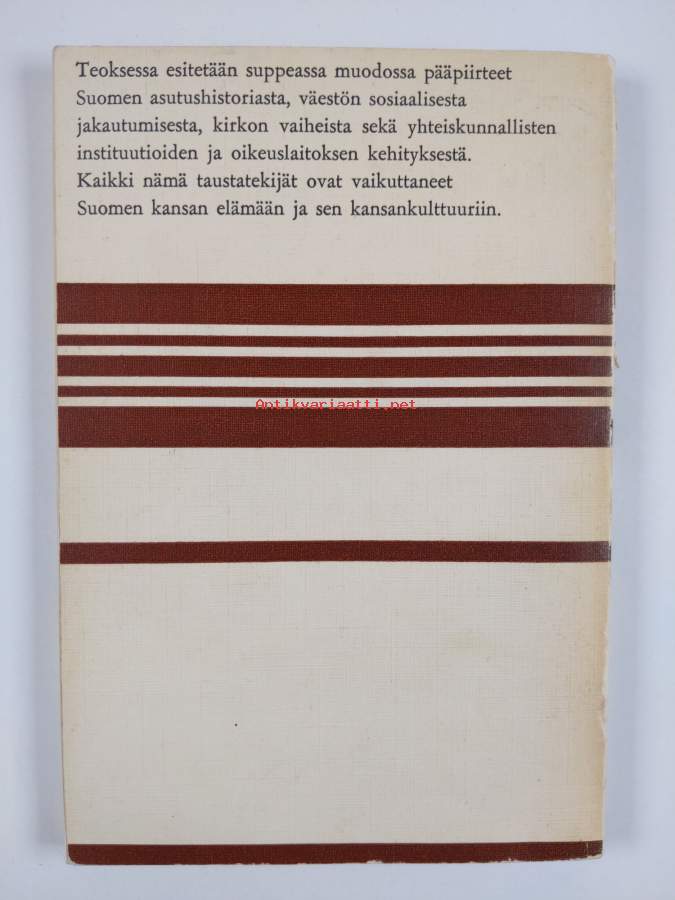 Teoksessa esitetään suppeassa muodossa pääpiirteet
Suomen asutushistoriasta, väestön sosiaalisesta
jakautumisesta, kirkon vaiheista sekä yhteiskunnallisten
instituutioiden ja oikeuslaitoksen kehityksestä.
Kaikki nämä taustatekijät ovat vaikuttaneet
Suomen kansan elämään ja sen kansankulttuuriin.
Antikvariaatti.net